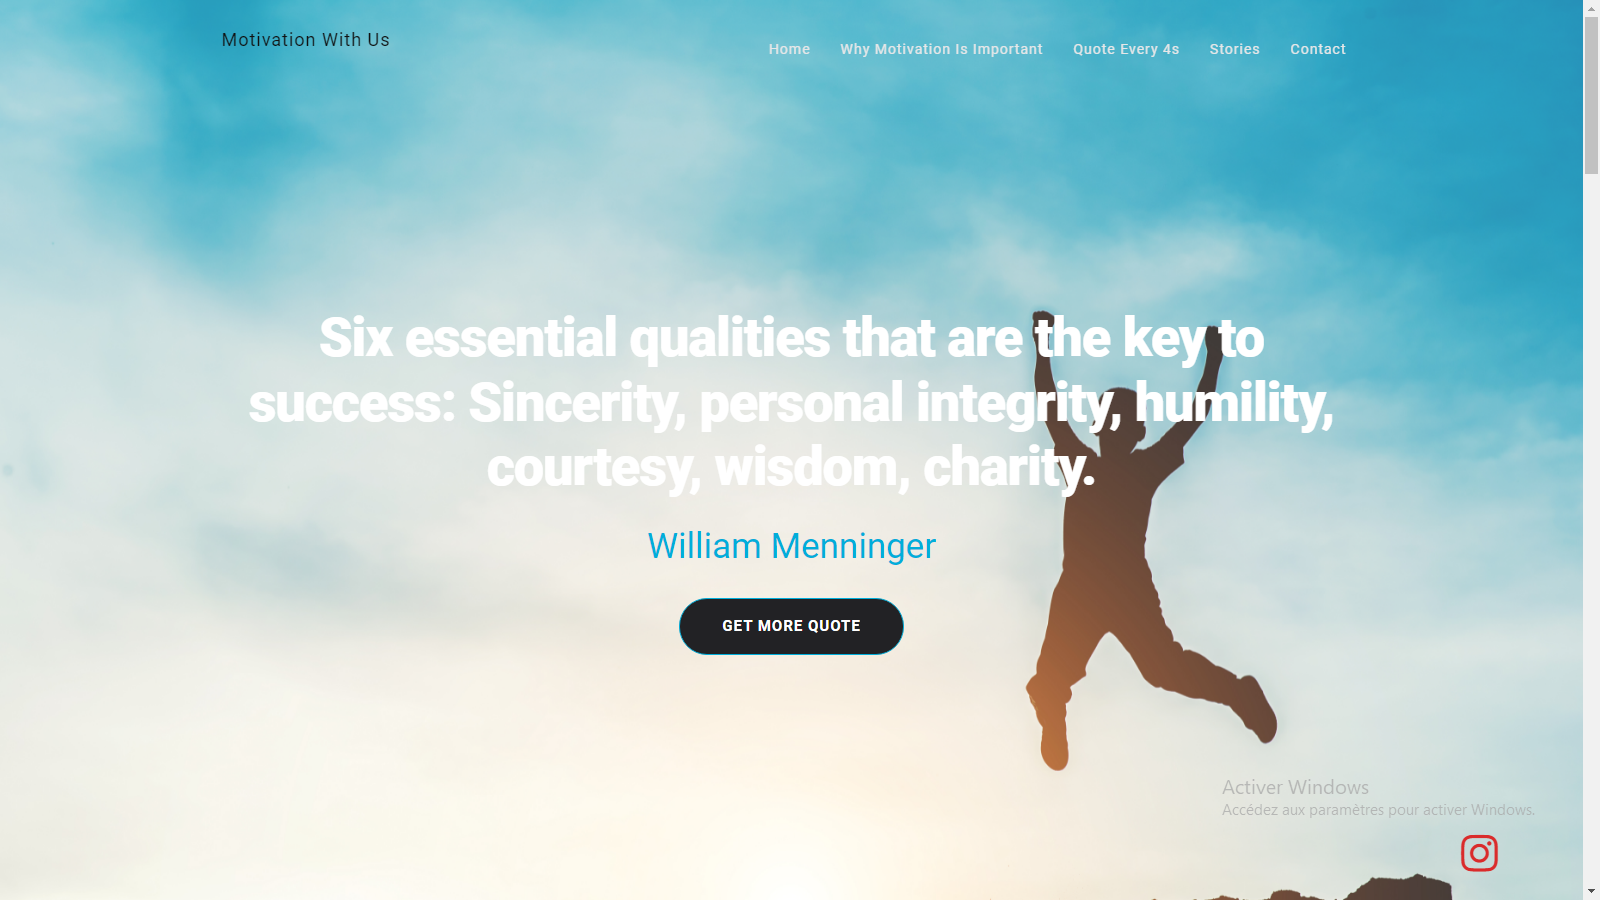 Motivation With Us
Home Why Motivation Is Important Quote Every 4s Stories Contact
Six essential qualities that are the key to
success: Sincerity, personal integrity, humility,
courtesy, wisdom, charity.
William Menninger
GET MORE QUOTE
Activer Windows
Accédez aux paramètres pour activer Windows.